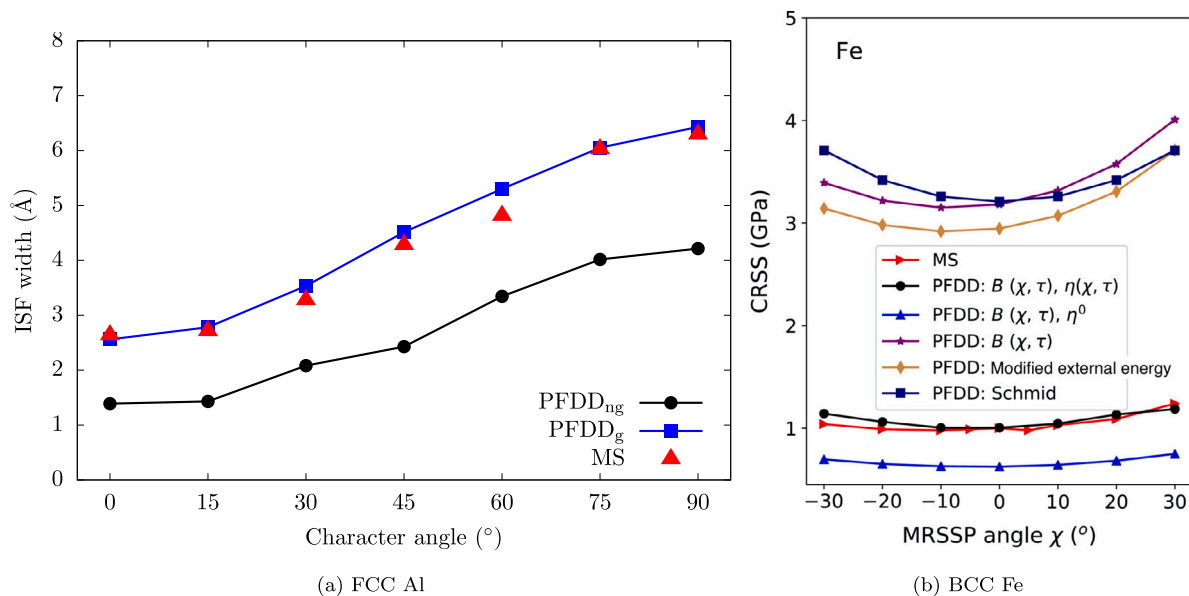 8
7
6
5
4
3
2
1
0
ISF width (Å)
PFDD_ng
PFDD_g
MS
0 15 30 45 60 75 90
Character angle (°)
(a) FCC Al
5
4
3
2
1
CRSS (GPa)
Fe
MS
PFDD: B (χ, τ), η(χ, τ)
PFDD: B (χ, τ), η⁰
PFDD: B (χ, τ)
PFDD: Modified external energy
PFDD: Schmid
−30 −20 −10 0 10 20 30
MRSSP angle χ (°)
(b) BCC Fe